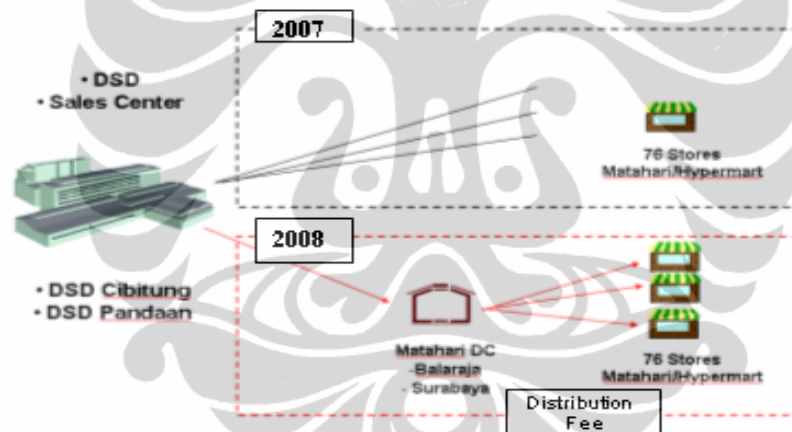 2007
• DSD
• Sales Center
76 Stores
Matahari/Hypermart
2008
• DSD Cibitung
• DSD Pandaan
Matahari DC
-Balaraja
- Surabaya
76 Stores
Matahari/Hypermart
Distribution
Fee